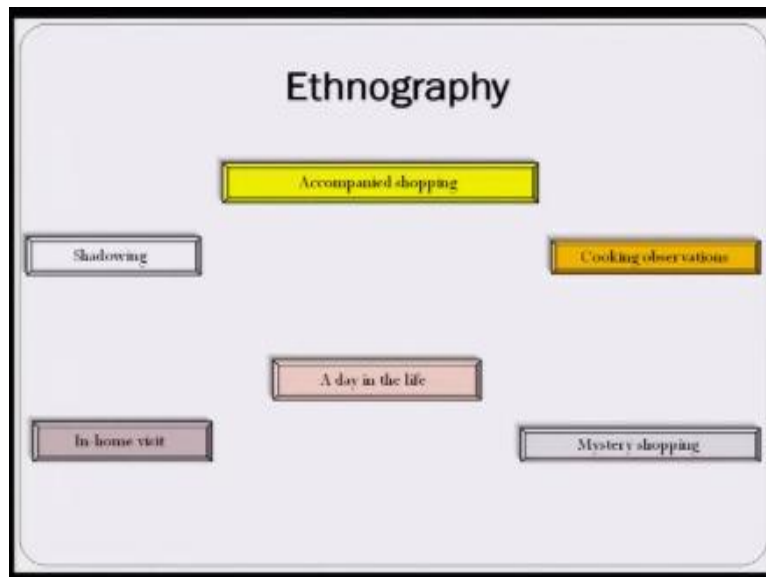 Ethnography
Accompanied shopping
Shadowing
Cooking observations
A day in the life
In-home visit
Mystery shopping